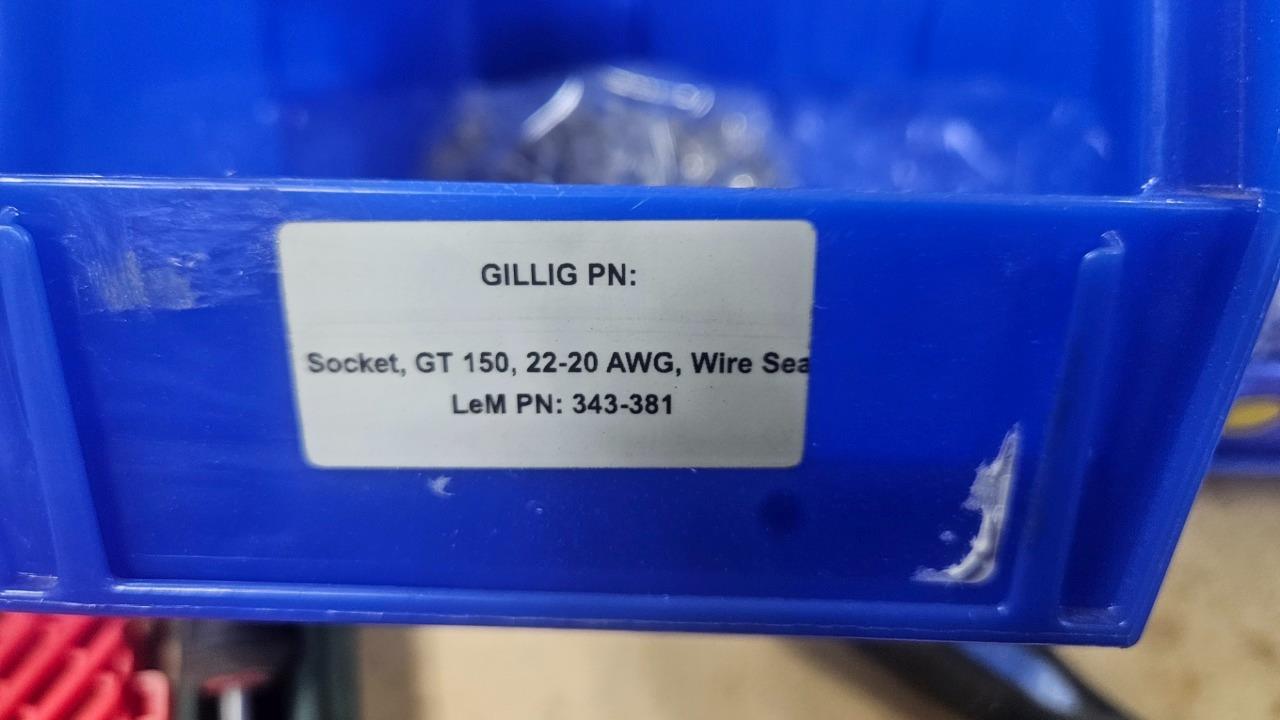 GILLIG PN:
Socket, GT 150, 22-20 AWG, Wire Sea
LeM PN: 343-381